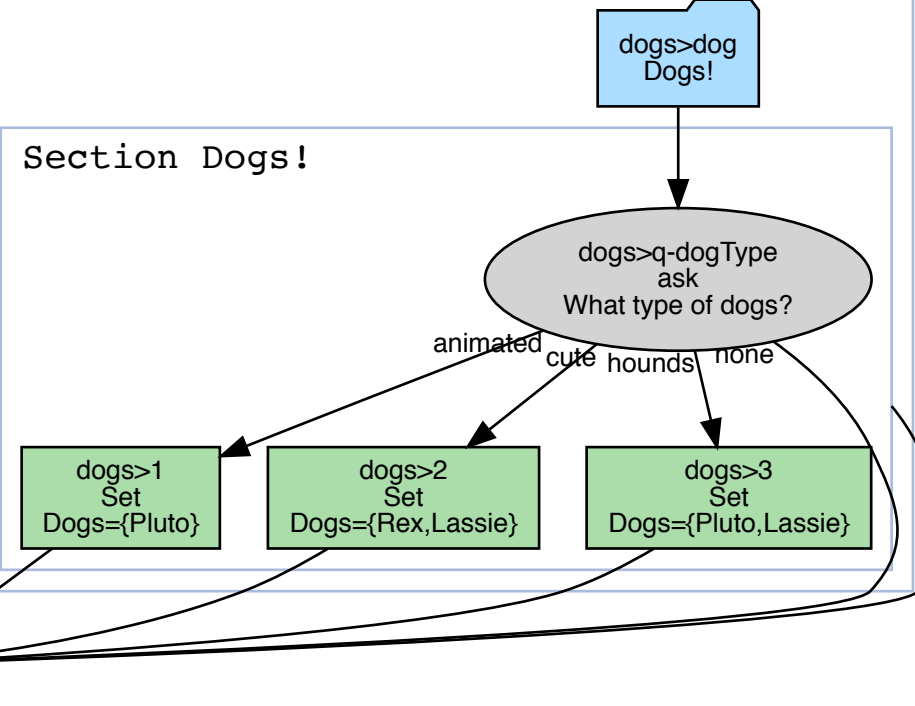 dogs>dog
Dogs!
Section Dogs!
dogs>q-dogType
ask
What type of dogs?
animated
cute
hounds
none
dogs>1
Set
Dogs={Pluto}
dogs>2
Set
Dogs={Rex,Lassie}
dogs>3
Set
Dogs={Pluto,Lassie}